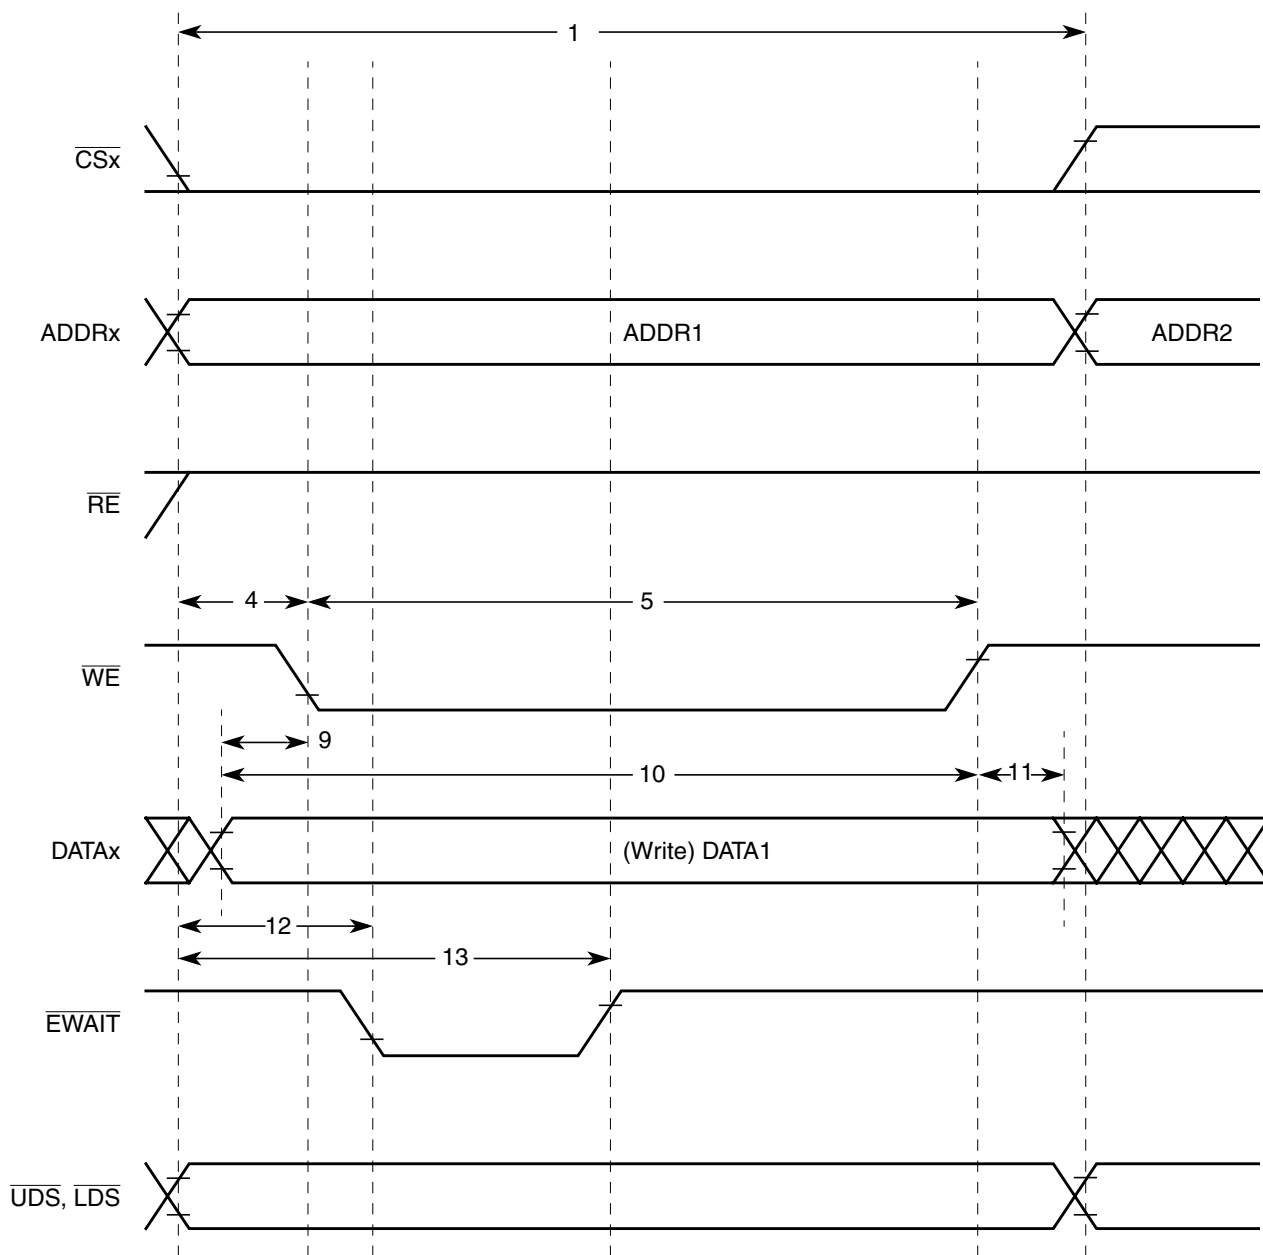 1
CSx
ADDRx
ADDR1
ADDR2
RE
4
5
WE
9
10
11
DATAx
(Write) DATA1
12
13
EWAIT
UDS, LDS